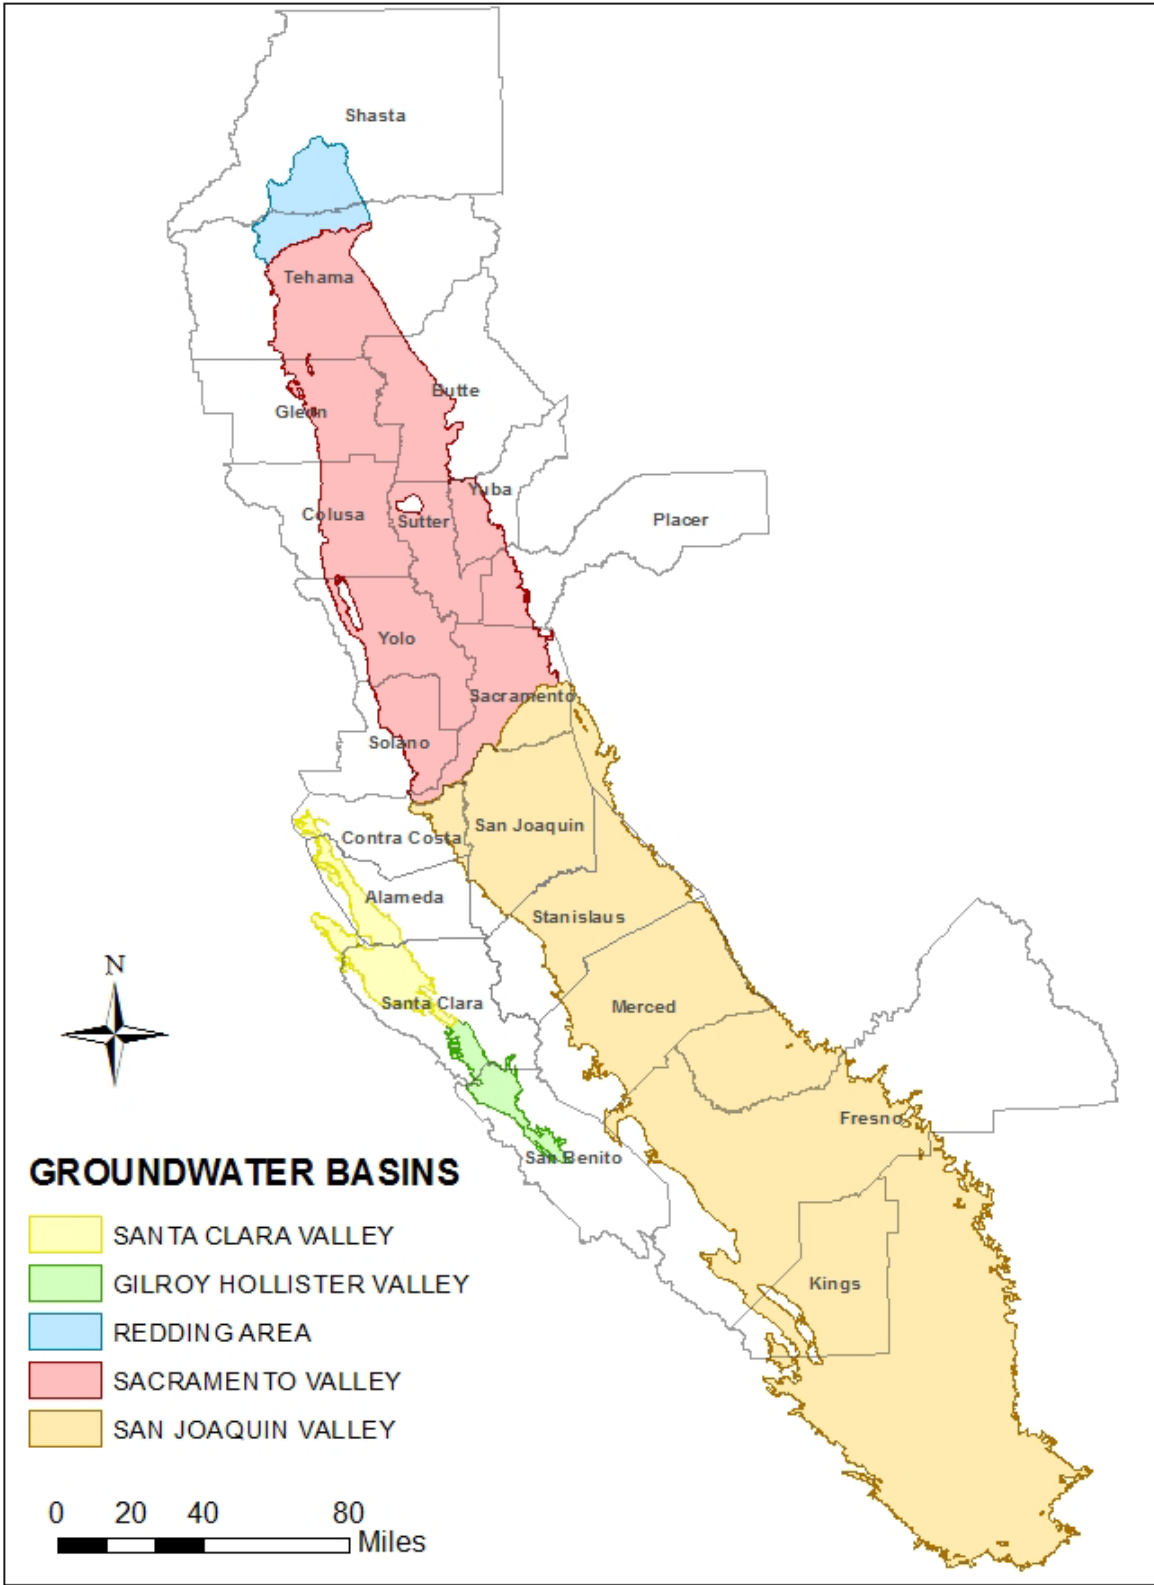 Shasta
Tehama
Butte
Glenn
Yuba
Colusa
Sutter
Placer
Yolo
Sacramento
Solano
San Joaquin
Contra Costa
Alameda
Stanislaus
N
Santa Clara
Merced
Fresno
San Benito
GROUNDWATER BASINS
SANTA CLARA VALLEY
GILROY HOLLISTER VALLEY
Kings
REDDING AREA
SACRAMENTO VALLEY
SAN JOAQUIN VALLEY
0 20 40 80
Miles